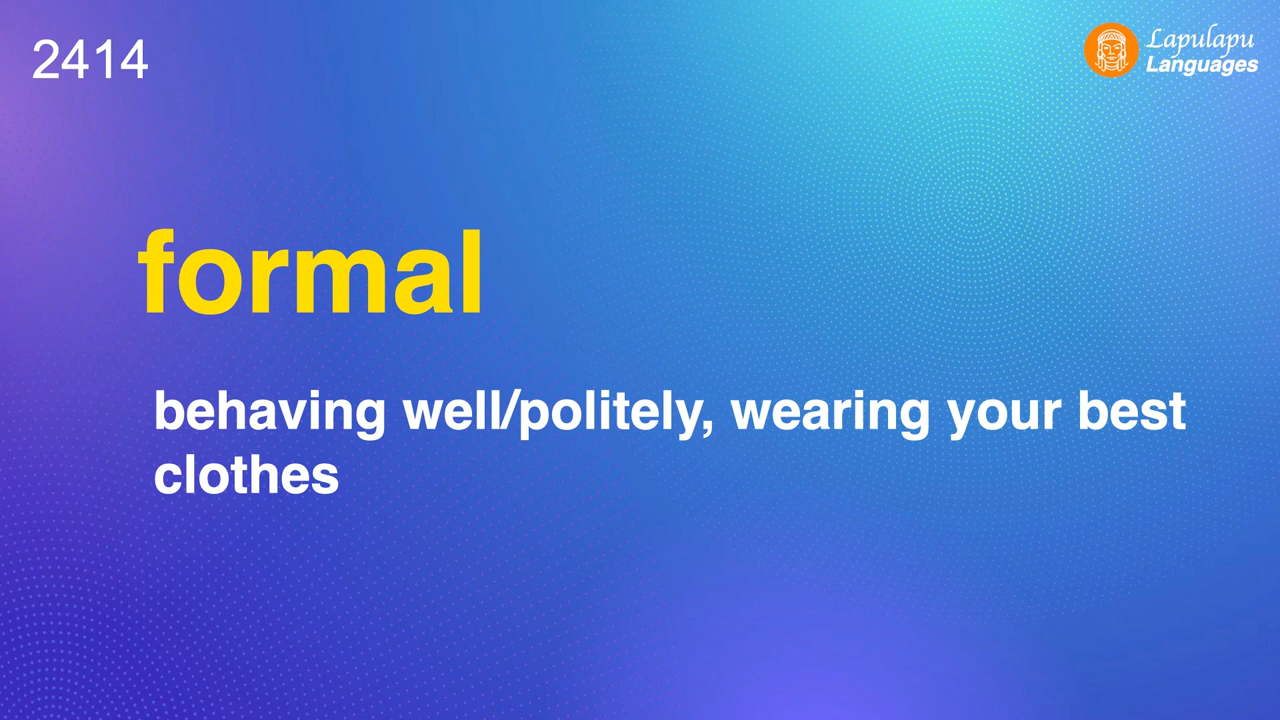 2414
Lapulapu
Languages
formal
behaving well/politely, wearing your best
clothes